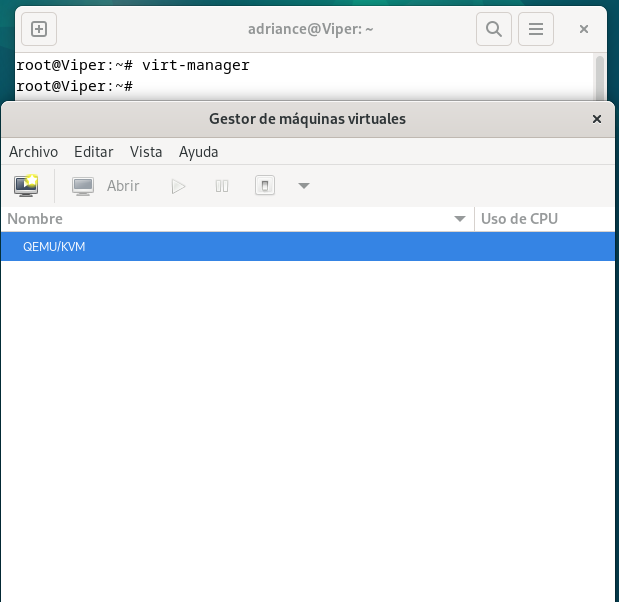 adriance@Viper: ~
root@Viper:~# virt-manager
root@Viper:~#
Gestor de máquinas virtuales
Archivo Editar Vista Ayuda
Abrir
Nombre Uso de CPU
QEMU/KVM